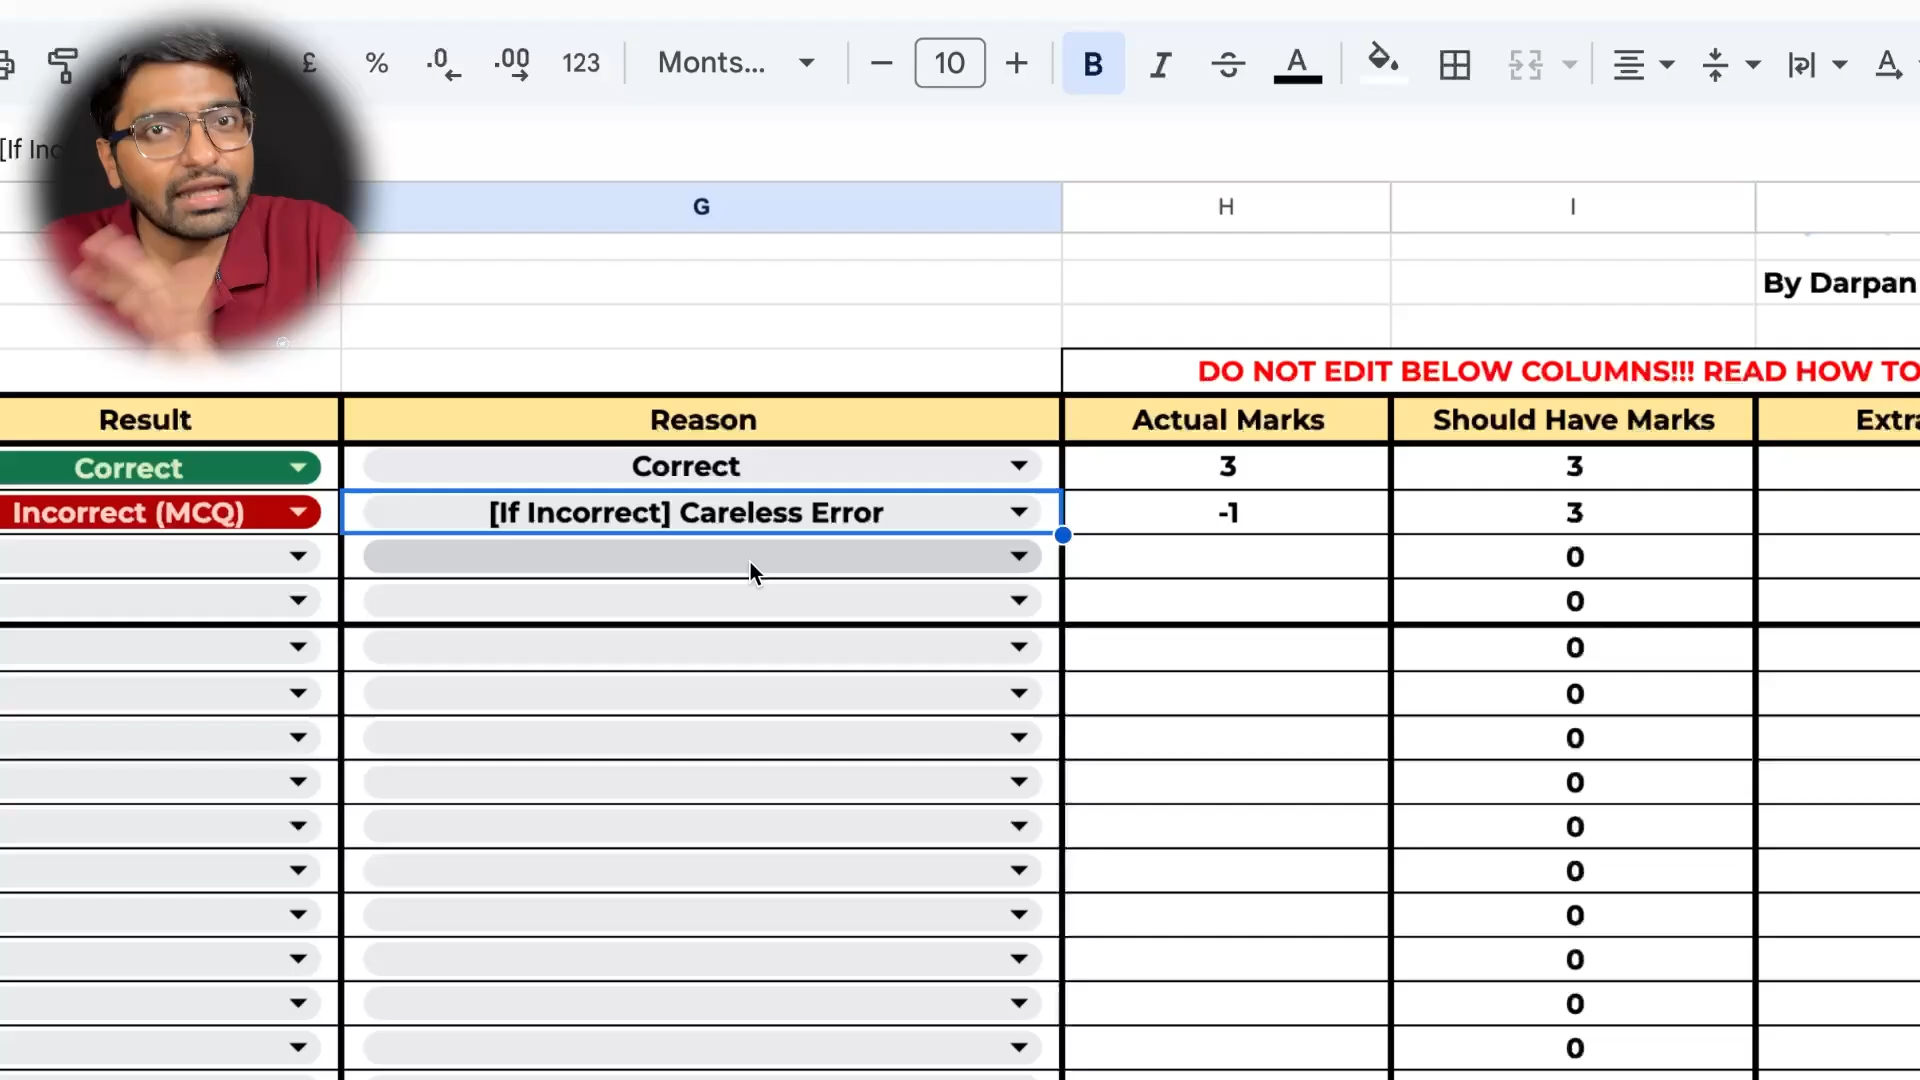 £ % .0 .00 123 Monts... 10 B I A A
[If Inc
G H I
By Darpan
DO NOT EDIT BELOW COLUMNS!!! READ HOW TO
Result Reason Actual Marks Should Have Marks Extra
Correct Correct 3 3
Incorrect (MCQ) [If Incorrect] Careless Error -1 3
0
0
0
0
0
0
0
0
0
0
0
0